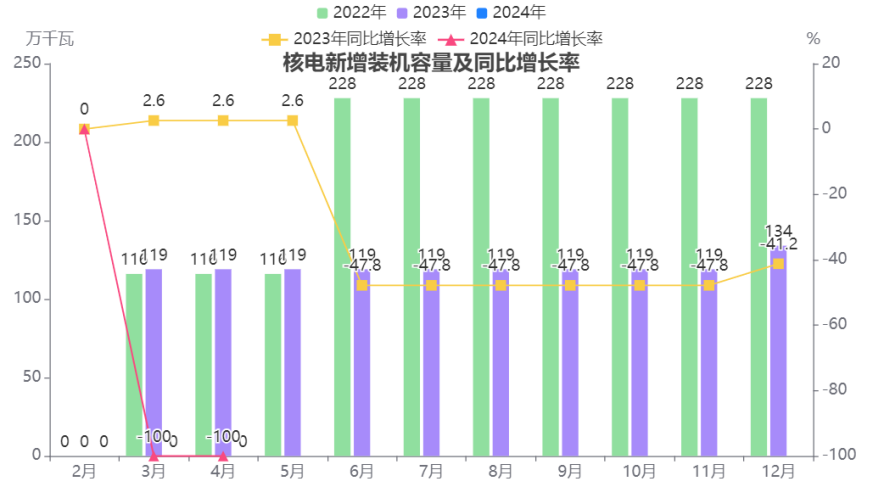 2022年 2023年 2024年
2023年同比增长率 2024年同比增长率
万千瓦 %
核电新增装机容量及同比增长率
250 228 228 228 228 228 228 228 20
0 2.6 2.6 2.6
200 0
150 -20
116 119 116 119 116 119 119 119 119 119 119 119 134
-47.8 -47.8 -47.8 -47.8 -47.8 -47.8 -41.2
-40
100 -60
50 -80
0 0 0 -100 0 -100 0
0 -100
2月 3月 4月 5月 6月 7月 8月 9月 10月 11月 12月